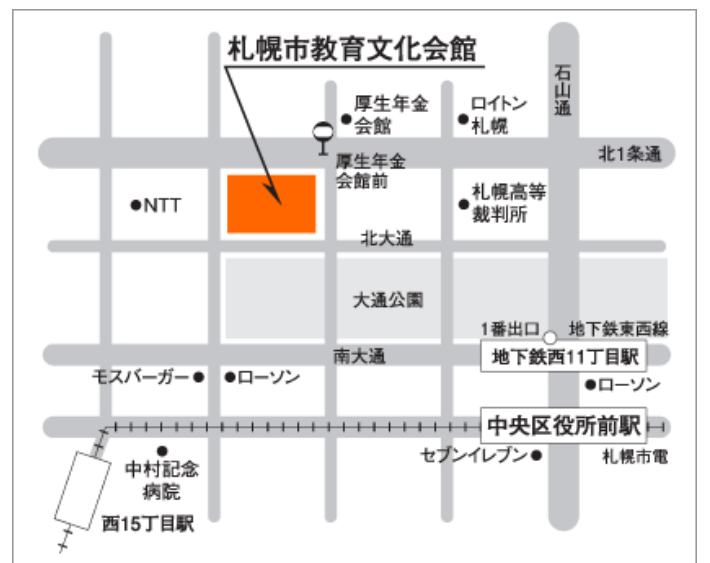 札幌市教育文化会館
石山通
厚生年金
会館
ロイトン
札幌
北1条通
厚生年金
会館前
NTT
札幌高等
裁判所
北大通
大通公園
1番出口
地下鉄東西線
南大通
地下鉄西11丁目駅
モスバーガー
ローソン
ローソン
中央区役所前駅
セブンイレブン
札幌市電
中村記念
病院
西15丁目駅